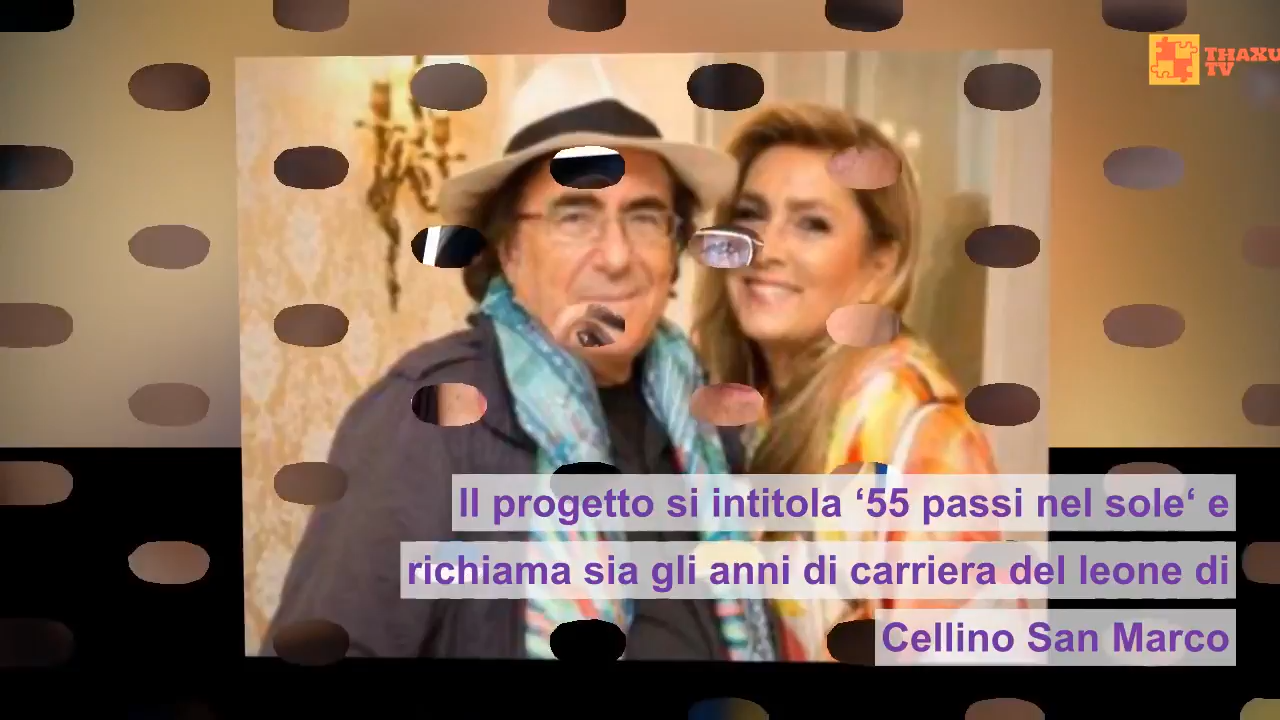 THAXU
TV
Il progetto si intitola ‘55 passi nel sole‘ e
richiama sia gli anni di carriera del leone di
Cellino San Marco